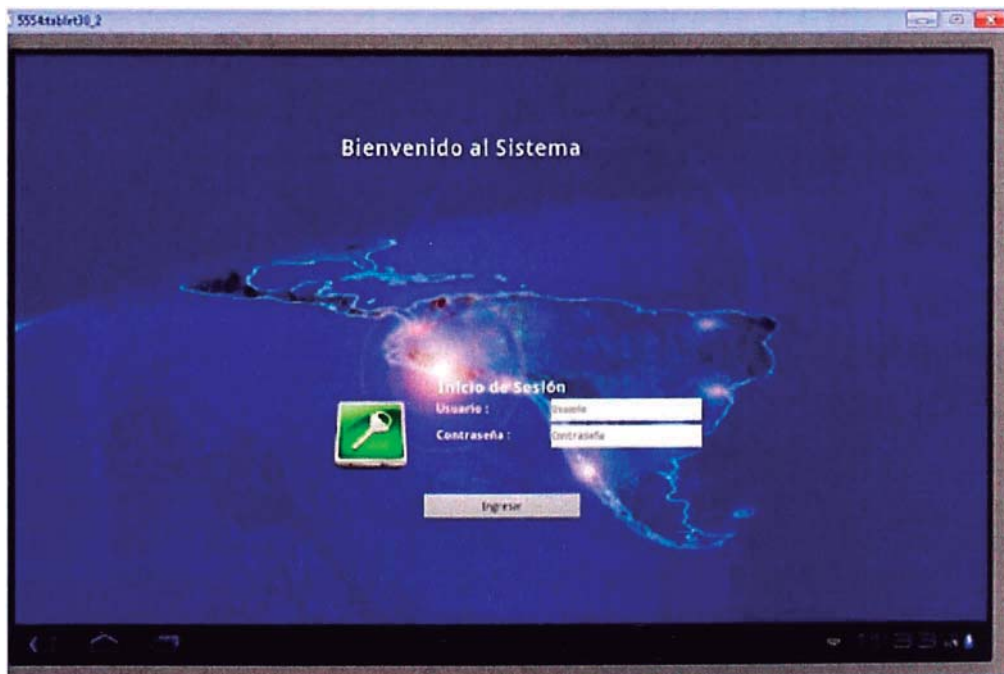 5554:tablet30_2
Bienvenido al Sistema
Inicio de Sesión
Usuario :
Usuario
Contraseña :
Contraseña
Ingresar